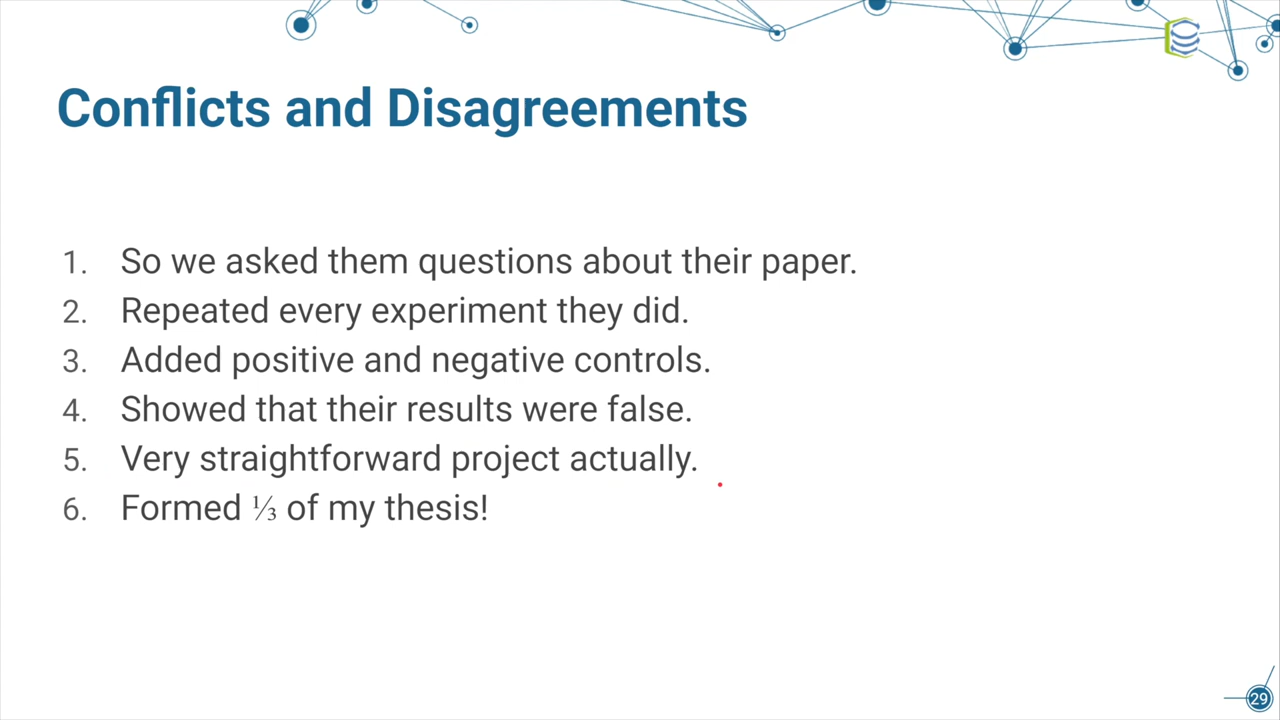 Conflicts and Disagreements
1. So we asked them questions about their paper.
2. Repeated every experiment they did.
3. Added positive and negative controls.
4. Showed that their results were false.
5. Very straightforward project actually.
6. Formed ⅓ of my thesis!
29